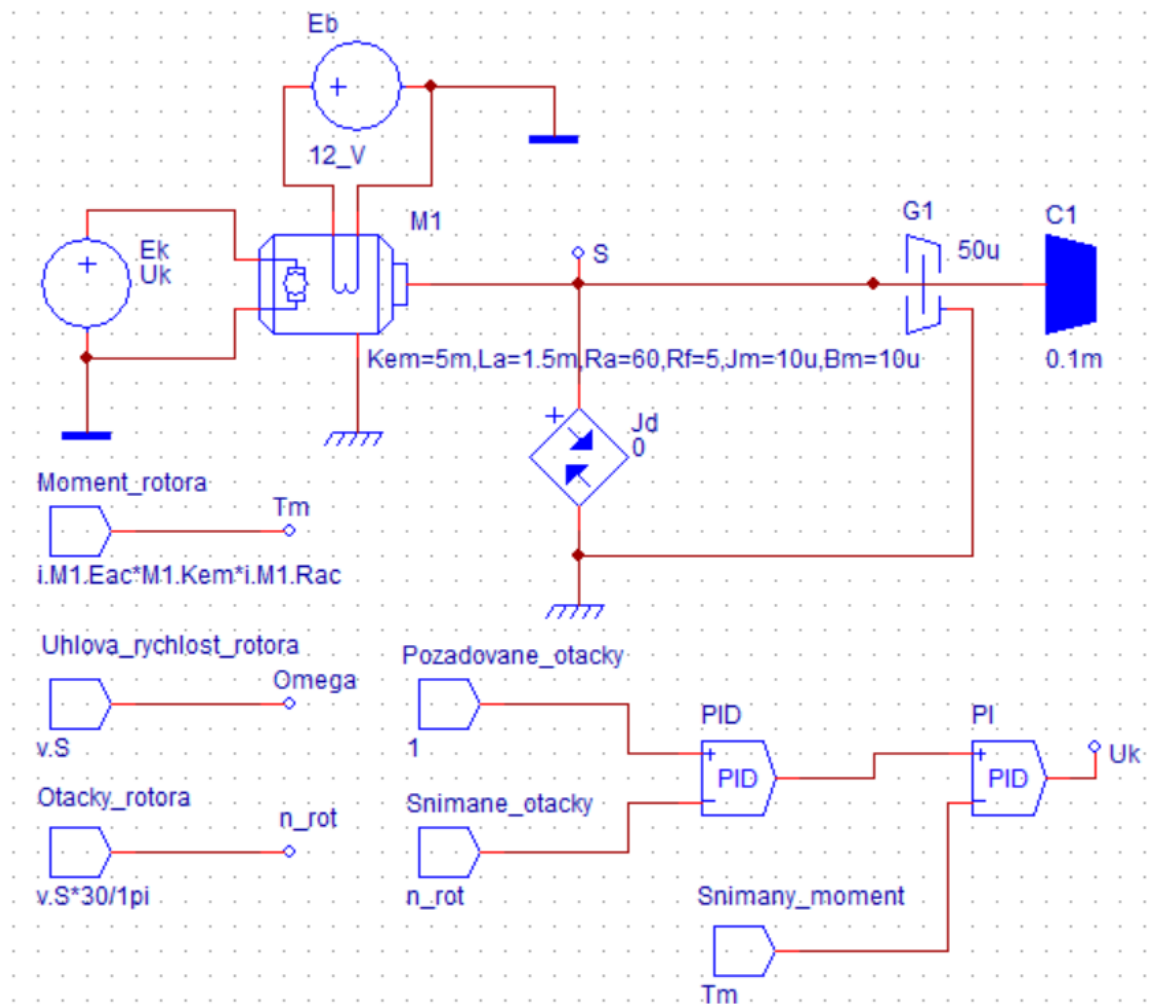 Eb
+
12_V
M1
Ek
Uk
+
S
G1
50u
C1
0.1m
Kem=5m,La=1.5m,Ra=60,Rf=5,Jm=10u,Bm=10u
+
Jd
0
Moment_rotora
Tm
i.M1.Eac*M1.Kem*i.M1.Rac
Uhlova_rychlost_rotora
Omega
v.S
Pozadovane_otacky
1
PID
+
PID
−
PI
+
PID
−
Uk
Otacky_rotora
n_rot
v.S*30/1pi
Snimane_otacky
n_rot
Snimany_moment
Tm